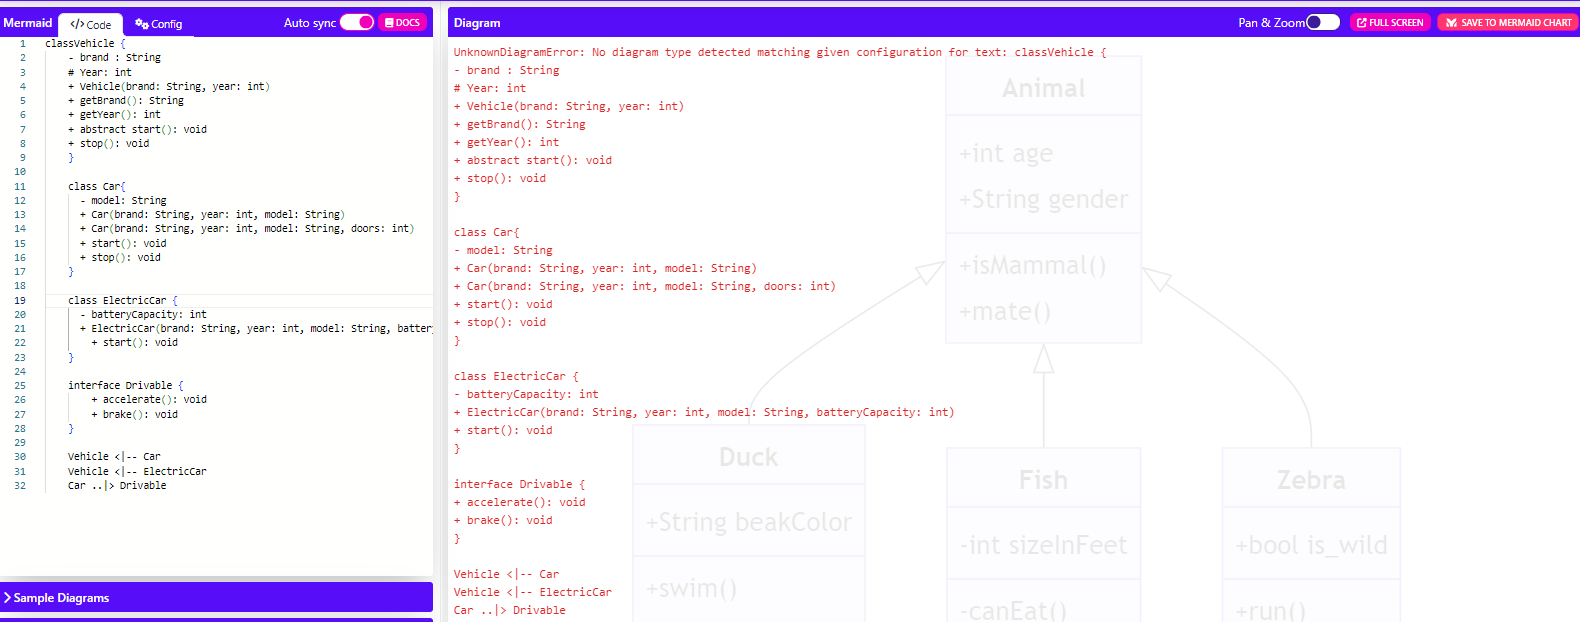 Mermaid
</> Code
Config
Auto sync
DOCS
1 classVehicle {
2 - brand : String
3 # Year: int
4 + Vehicle(brand: String, year: int)
5 + getBrand(): String
6 + getYear(): int
7 + abstract start(): void
8 + stop(): void
9 }
10
11 class Car{
12 - model: String
13 + Car(brand: String, year: int, model: String)
14 + Car(brand: String, year: int, model: String, doors: int)
15 + start(): void
16 + stop(): void
17 }
18
19 class ElectricCar {
20 - batteryCapacity: int
21 + ElectricCar(brand: String, year: int, model: String, batter
22 + start(): void
23 }
24
25 interface Drivable {
26 + accelerate(): void
27 + brake(): void
28 }
29
30 Vehicle <|-- Car
31 Vehicle <|-- ElectricCar
32 Car ..|> Drivable
Sample Diagrams
Diagram
Pan & Zoom
FULL SCREEN
SAVE TO MERMAID CHART
UnknownDiagramError: No diagram type detected matching given configuration for text: classVehicle {
- brand : String
# Year: int
+ Vehicle(brand: String, year: int)
+ getBrand(): String
+ getYear(): int
+ abstract start(): void
+ stop(): void
}
class Car{
- model: String
+ Car(brand: String, year: int, model: String)
+ Car(brand: String, year: int, model: String, doors: int)
+ start(): void
+ stop(): void
}
class ElectricCar {
- batteryCapacity: int
+ ElectricCar(brand: String, year: int, model: String, batteryCapacity: int)
+ start(): void
}
interface Drivable {
+ accelerate(): void
+ brake(): void
}
Vehicle <|-- Car
Vehicle <|-- ElectricCar
Car ..|> Drivable
Animal
+int age
+String gender
+isMammal()
+mate()
Duck
+String beakColor
+swim()
Fish
-int sizeInFeet
-canEat()
Zebra
+bool is_wild
+run()